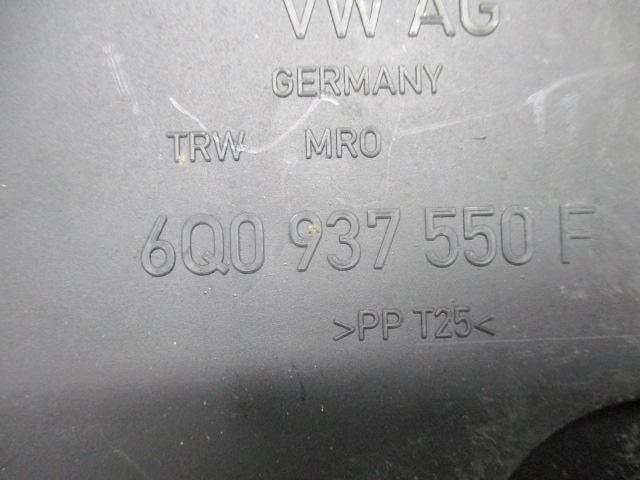 VW AG
GERMANY
TRW MRO
6Q0 937 550 F
>PP T25<